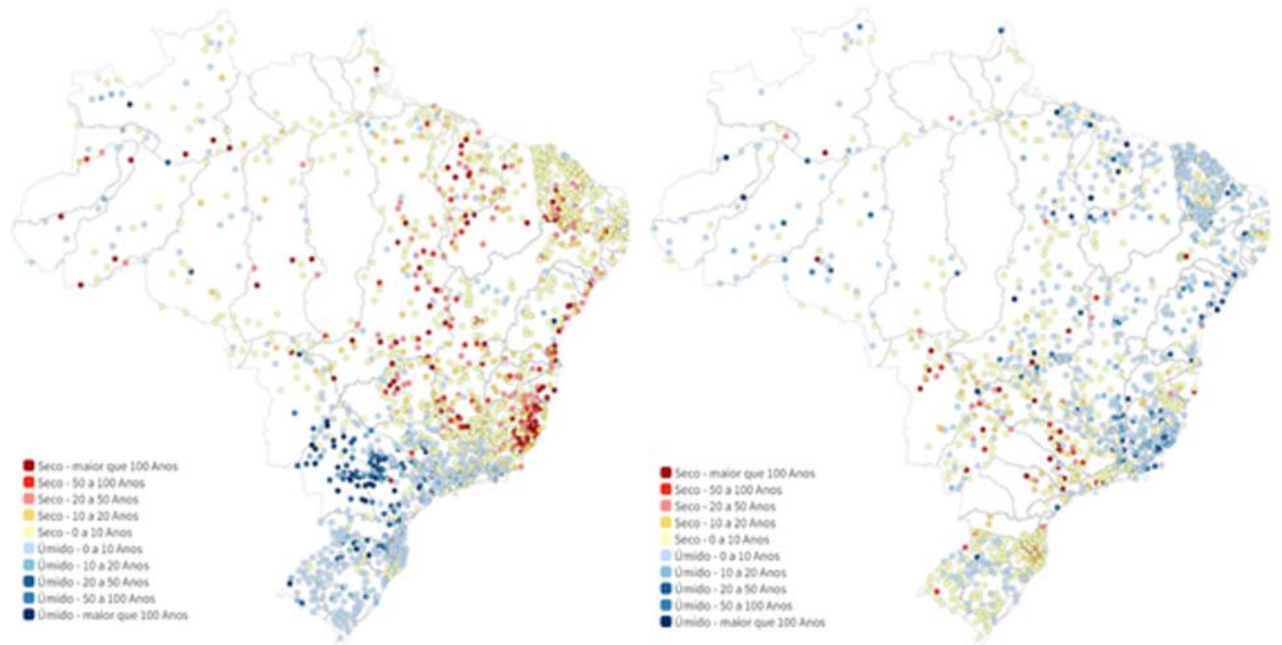 Seco - maior que 100 Anos
Seco - 50 a 100 Anos
Seco - 20 a 50 Anos
Seco - 10 a 20 Anos
Seco - 0 a 10 Anos
Úmido - 0 a 10 Anos
Úmido - 10 a 20 Anos
Úmido - 20 a 50 Anos
Úmido - 50 a 100 Anos
Úmido - maior que 100 Anos
Seco - maior que 100 Anos
Seco - 50 a 100 Anos
Seco - 20 a 50 Anos
Seco - 10 a 20 Anos
Seco - 0 a 10 Anos
Úmido - 0 a 10 Anos
Úmido - 10 a 20 Anos
Úmido - 20 a 50 Anos
Úmido - 50 a 100 Anos
Úmido - maior que 100 Anos